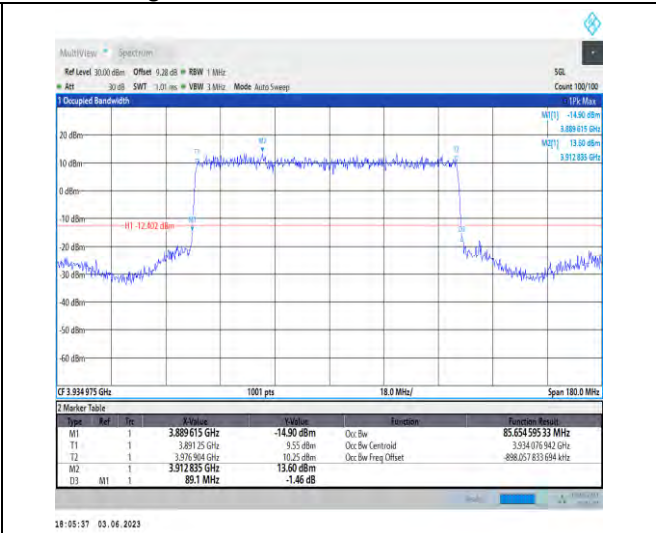 MultiView Spectrum
Ref Level 30.00 dBm Offset 9.28 dB RBW 1 MHz SGL
Att 30 dB SWT 1.01 ms VBW 3 MHz Mode Auto Sweep Count 100/100
1 Occupied Bandwidth 1Pk Max
M1[1] -14.90 dBm
3.889 615 GHz
20 dBm
M2[1] 13.60 dBm
3.912 835 GHz
M2
10 dBm
0 dBm
-10 dBm
H1 -12.402 dBm
M1
-20 dBm
-30 dBm
-40 dBm
-50 dBm
-60 dBm
CF 3.934 975 GHz 1001 pts 18.0 MHz/ Span 180.0 MHz
2 Marker Table
Type Ref Trc X-Value Y-Value Function Function Result
M1 1 3.889 615 GHz -14.90 dBm Occ Bw 85.654 595 33 MHz
T1 1 3.891 25 GHz 9.55 dBm Occ Bw Centroid 3.934 076 942 GHz
T2 1 3.976 904 GHz 10.25 dBm Occ Bw Freq Offset -898.057 833 694 kHz
M2 1 3.912 835 GHz 13.60 dBm
D3 M1 1 89.1 MHz -1.46 dB
18:05:37 03.06.2023